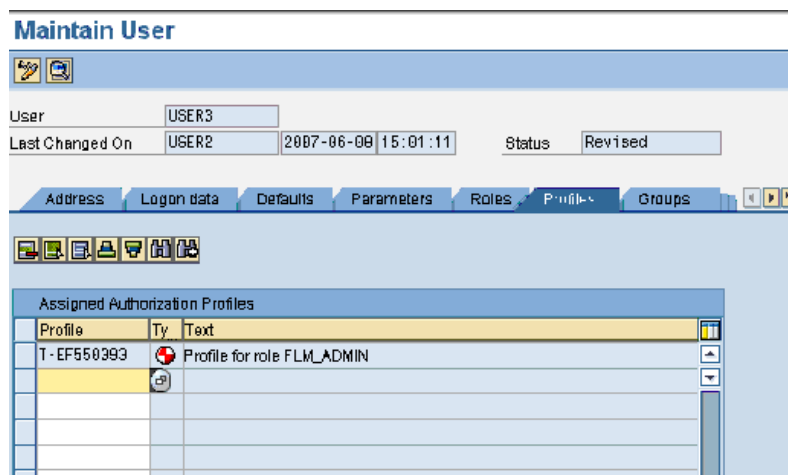 Maintain User
User USER3
Last Changed On USER2 2007-06-09 15:01:11 Status Revised
Address Logon data Defaults Parameters Roles Profiles Groups
Assigned Authorization Profiles
Profile Ty. Text
T-EF550393 Profile for role FLM_ADMIN